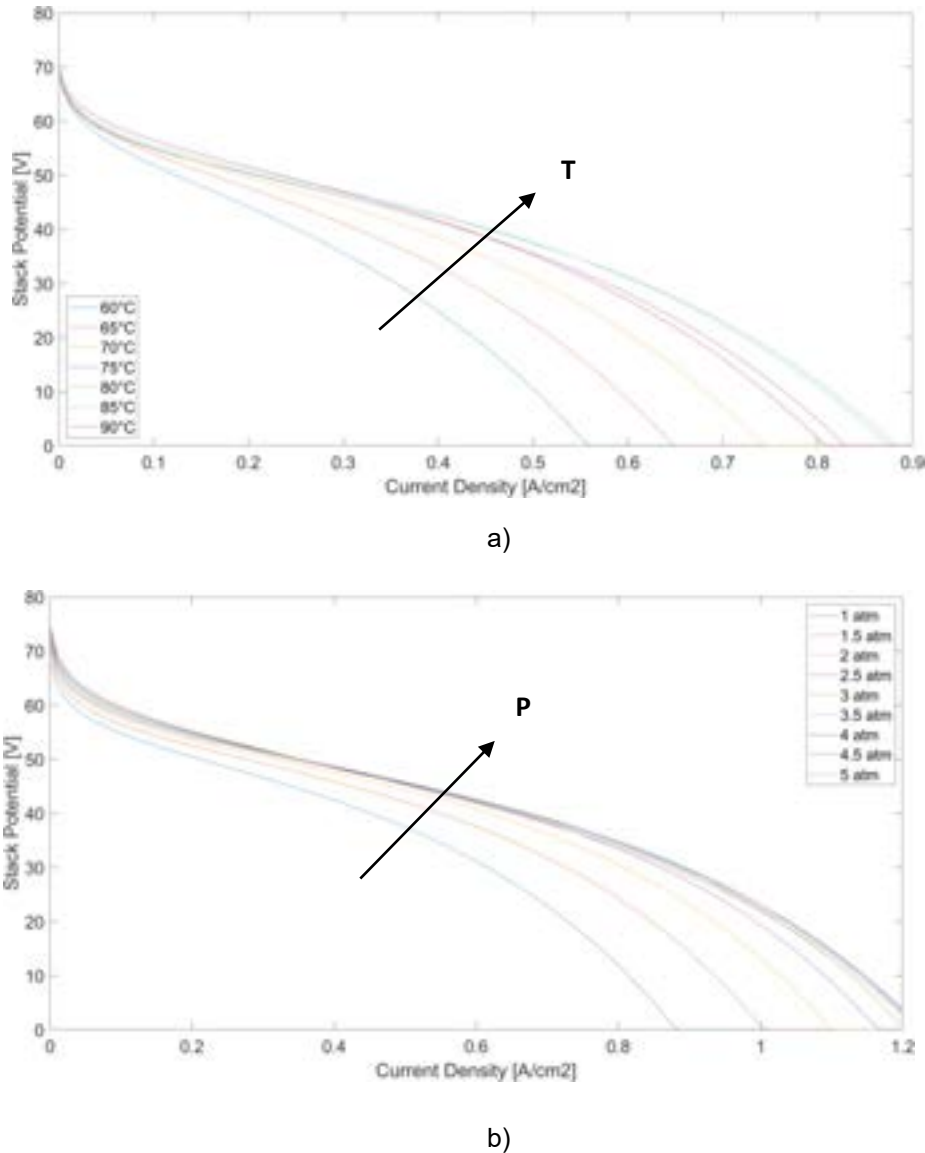 80
70
60
50
40
30
20
10
0
Stack Potential [V]
T
60°C
65°C
70°C
75°C
80°C
85°C
90°C
0 0.1 0.2 0.3 0.4 0.5 0.6 0.7 0.8 0.9
Current Density [A/cm2]
a)
80
70
60
50
40
30
20
10
0
Stack Potential [V]
P
1 atm
1.5 atm
2 atm
2.5 atm
3 atm
3.5 atm
4 atm
4.5 atm
5 atm
0 0.2 0.4 0.6 0.8 1 1.2
Current Density [A/cm2]
b)